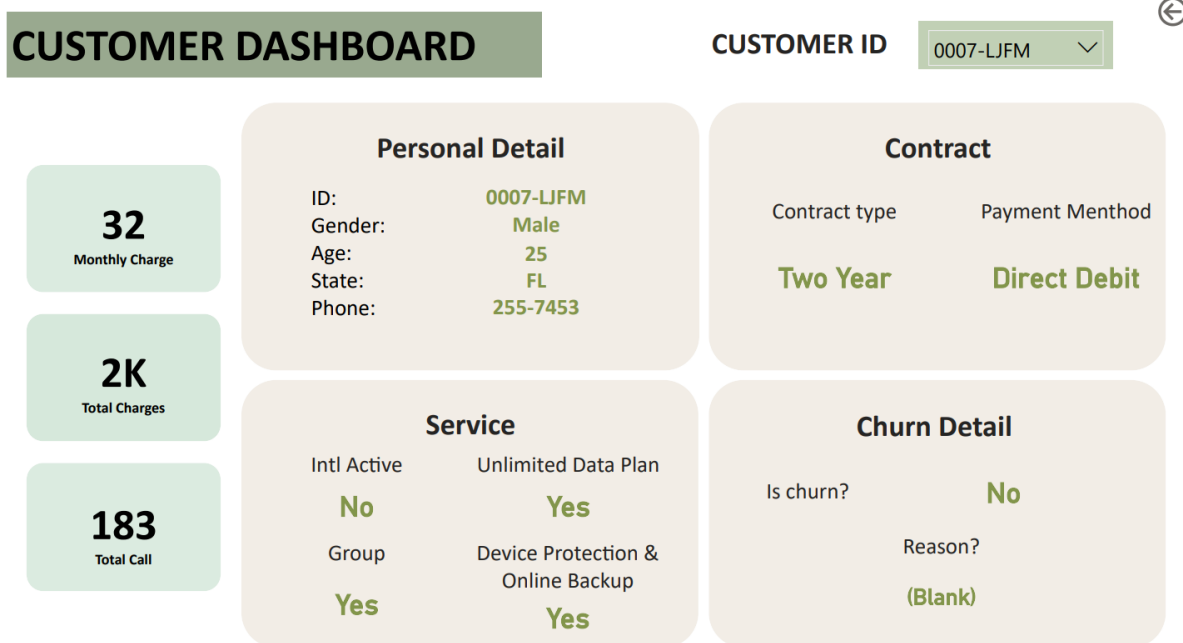 CUSTOMER DASHBOARD
CUSTOMER ID
0007-LJFM
32
Monthly Charge
2K
Total Charges
183
Total Call
Personal Detail
ID: 0007-LJFM
Gender: Male
Age: 25
State: FL
Phone: 255-7453
Contract
Contract type Payment Menthod
Two Year Direct Debit
Service
Intl Active Unlimited Data Plan
No Yes
Group Device Protection &
Online Backup
Yes Yes
Churn Detail
Is churn? No
Reason?
(Blank)